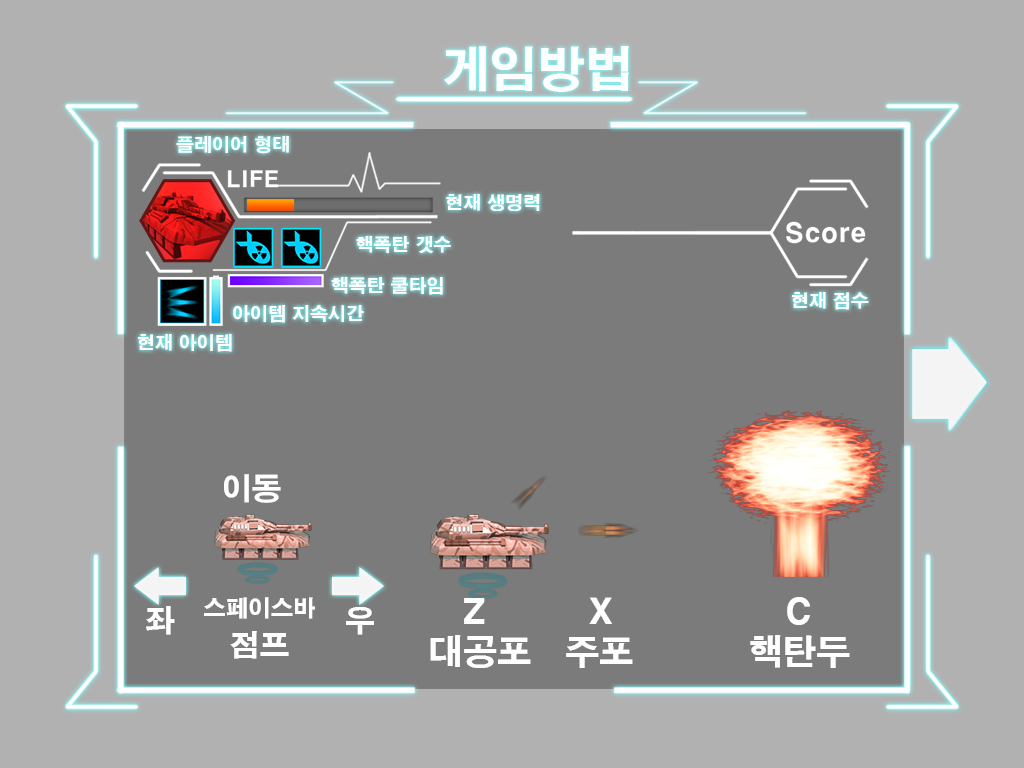 게임방법
플레이어 형태
LIFE
현재 생명력
Score
핵폭탄 갯수
핵폭탄 쿨타임
현재 점수
아이템 지속시간
현재 아이템
이동
좌
스페이스바
점프
우
Z
대공포
X
주포
C
핵탄두